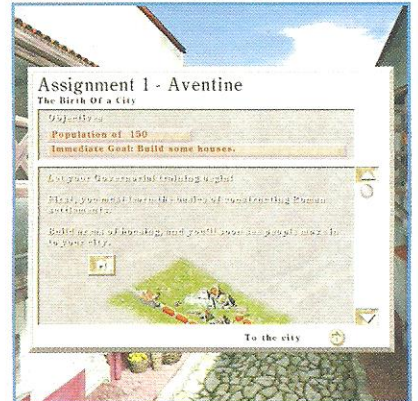 Assignment 1 - Aventine
The Birth Of a City
Objectives
Population of 150
Immediate Goal: Build some houses.
Let your Governorial training begin!
First, you must learn the basics of constructing Roman
settlements.
Build areas of housing, and you'll soon see people move in
to your city.
To the city